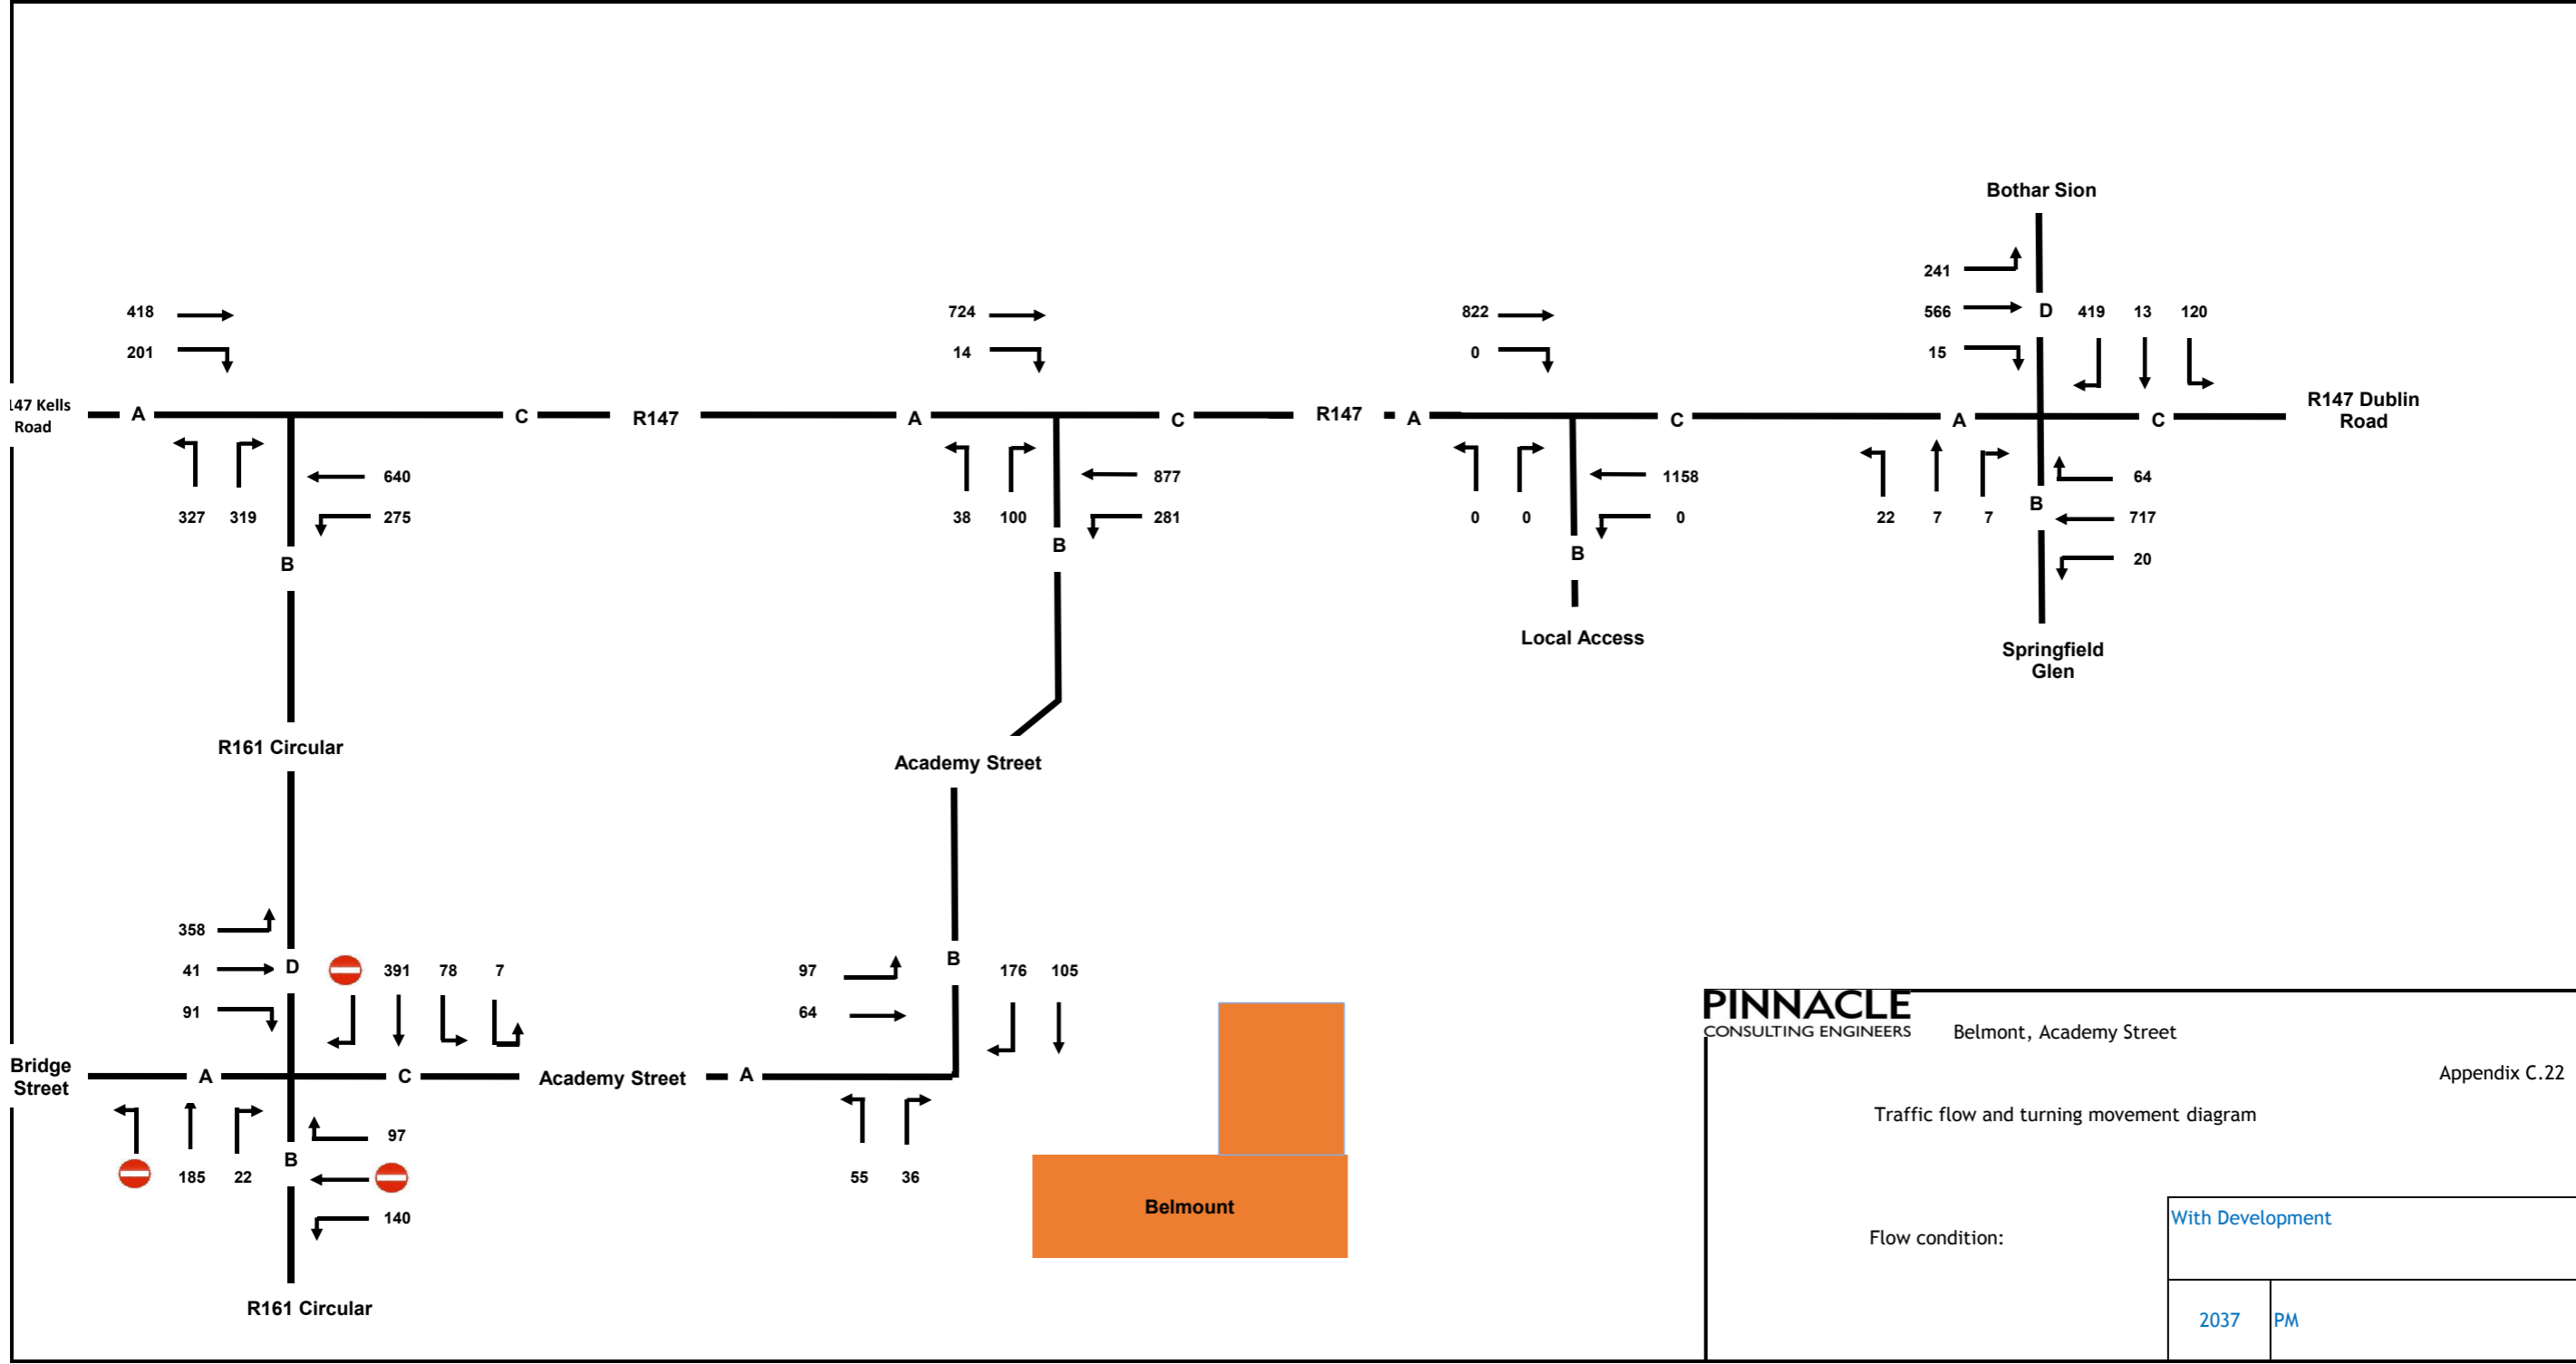 Bothar Sion
241
418
724
822
566
D
419
13
120
201
14
0
15
147 Kells
Road
A
C
R147
A
C
R147
A
C
A
C
R147 Dublin
Road
640
877
1158
64
327
319
275
38
100
281
0
0
0
22
7
7
B
717
B
B
B
20
Local Access
Springfield
Glen
R161 Circular
Academy Street
358
41
D
391
78
7
97
B
176
105
91
64
PINNACLE
CONSULTING ENGINEERS
Belmont, Academy Street
Bridge
Street
A
C
Academy Street
A
Appendix C.22
Traffic flow and turning movement diagram
97
185
22
B
55
36
140
Belmount
With Development
Flow condition:
R161 Circular
2037
PM